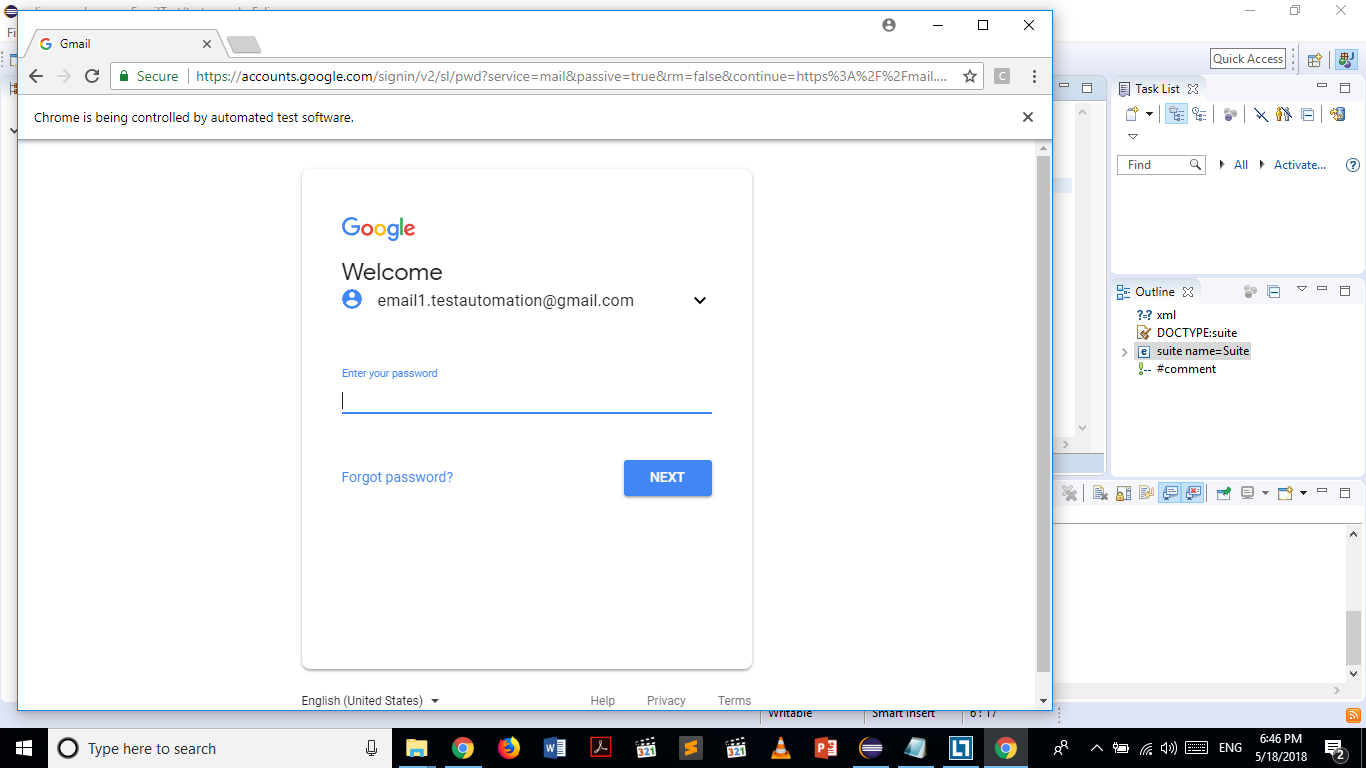 Gmail
Secure
https://accounts.google.com/signin/v2/sl/pwd?service=mail&passive=true&rm=false&continue=https%3A%2F%2Fmail....
C
Chrome is being controlled by automated test software.
Google
Welcome
email1.testautomation@gmail.com
Enter your password
Forgot password?
NEXT
English (United States)
Help
Privacy
Terms
Quick Access
Task List
Find
All
Activate...
Outline
?=? xml
DOCTYPE:suite
e suite name=Suite
#comment
Writable
Smart Insert
6 : 17
Type here to search
ENG
6:46 PM
5/18/2018
2